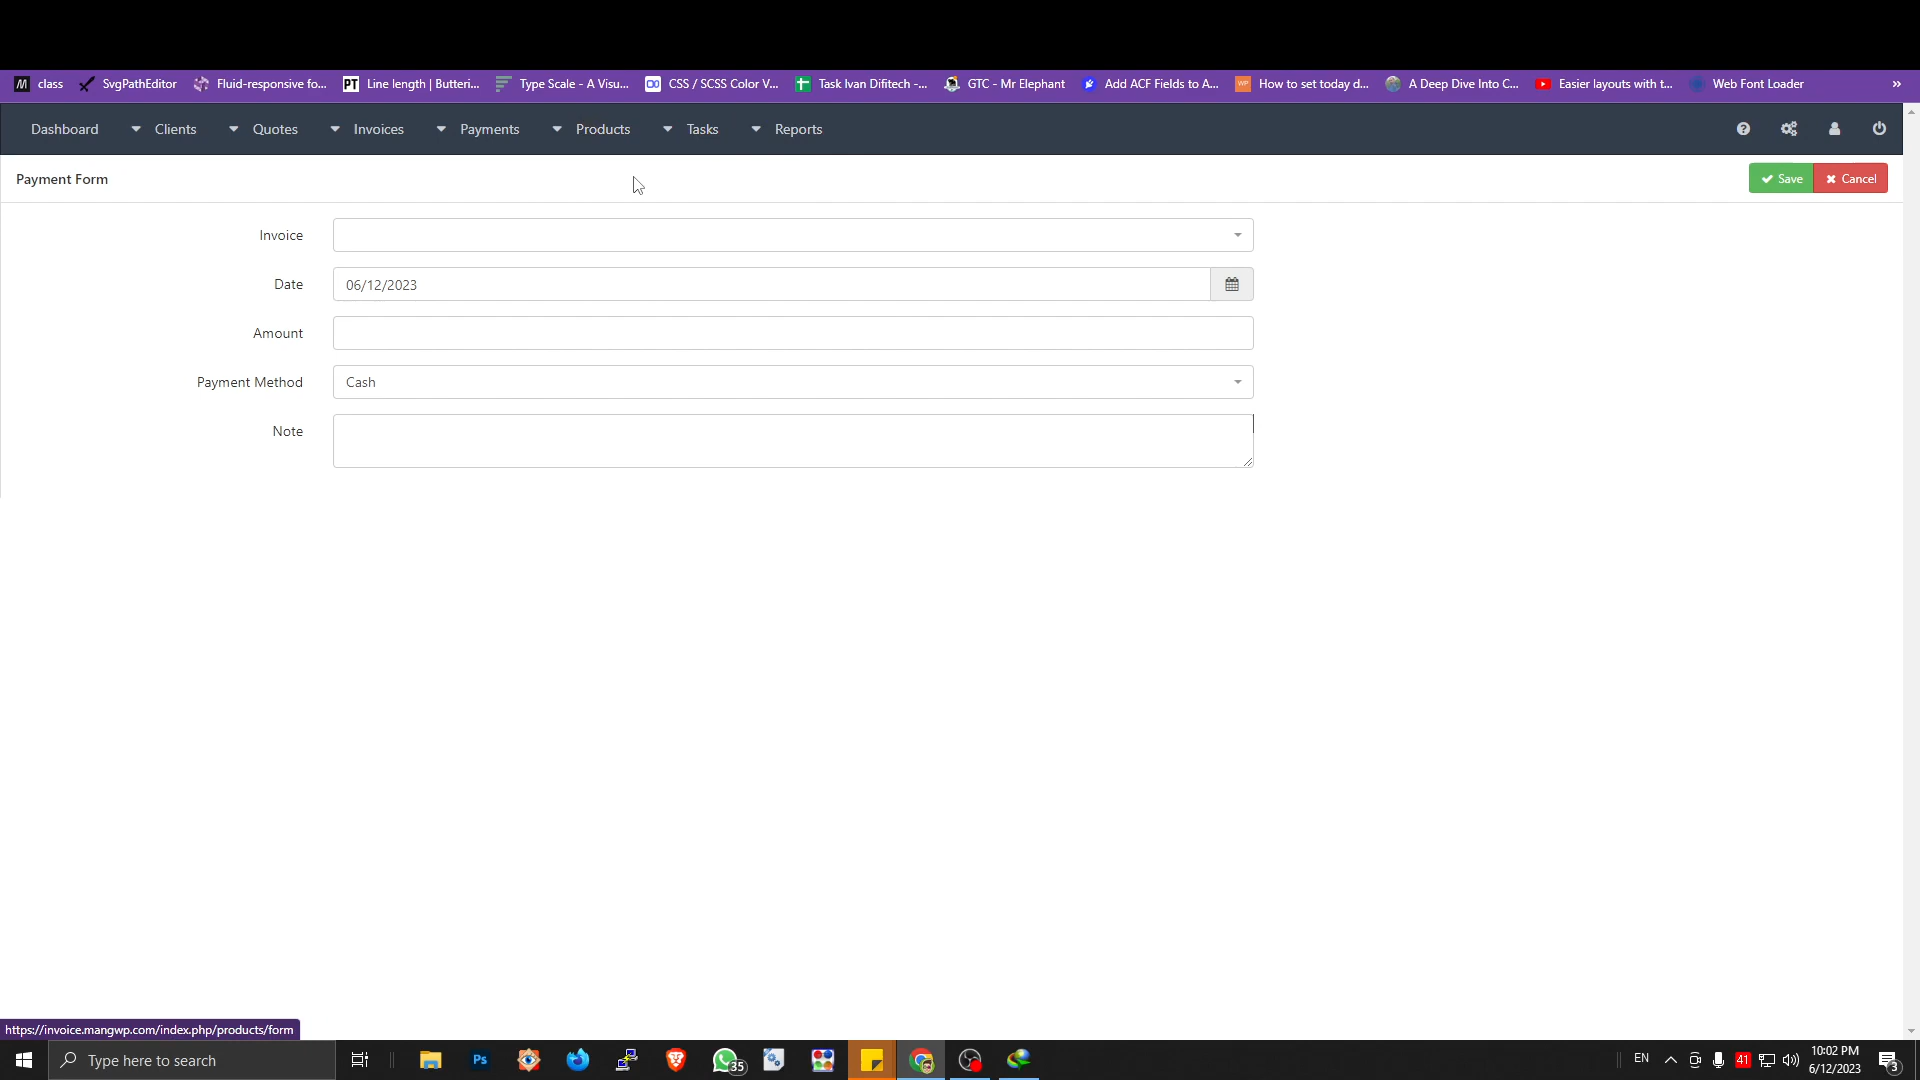 class SvgPathEditor Fluid-responsive fo... PT Line length | Butteri... Type Scale - A Visu... CSS / SCSS Color V... Task Ivan Difitech -... GTC - Mr Elephant Add ACF Fields to A... WP How to set today d... A Deep Dive Into C... Easier layouts with t... Web Font Loader »
Dashboard Clients Quotes Invoices Payments Products Tasks Reports
Payment Form Save Cancel
Invoice
Date 06/12/2023
Amount
Payment Method Cash
Note
https://invoice.mangwp.com/index.php/products/form
Type here to search Ps 35 EN 41 10:02 PM
6/12/2023 3